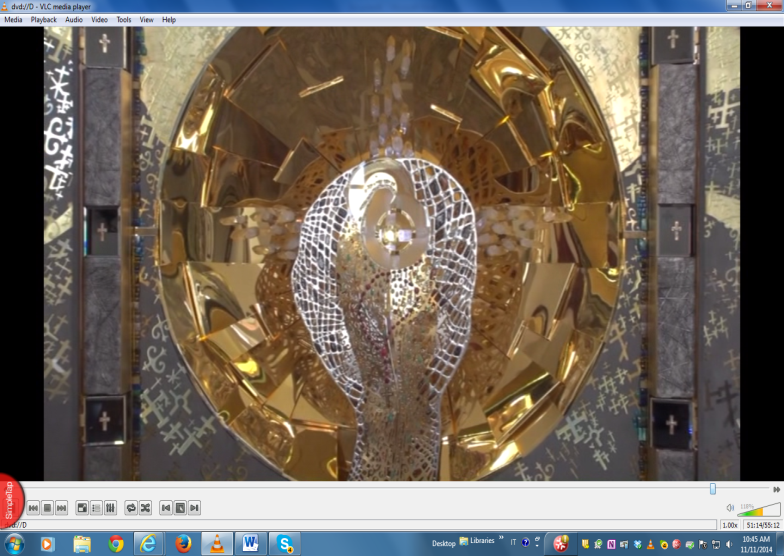 dvd://D - VLC media player
Media Playback Audio Video Tools View Help
SimpleTap
dvd://D
118%
1.00x 51:14/55:12
Desktop Libraries » IT
10:45 AM
11/11/2014